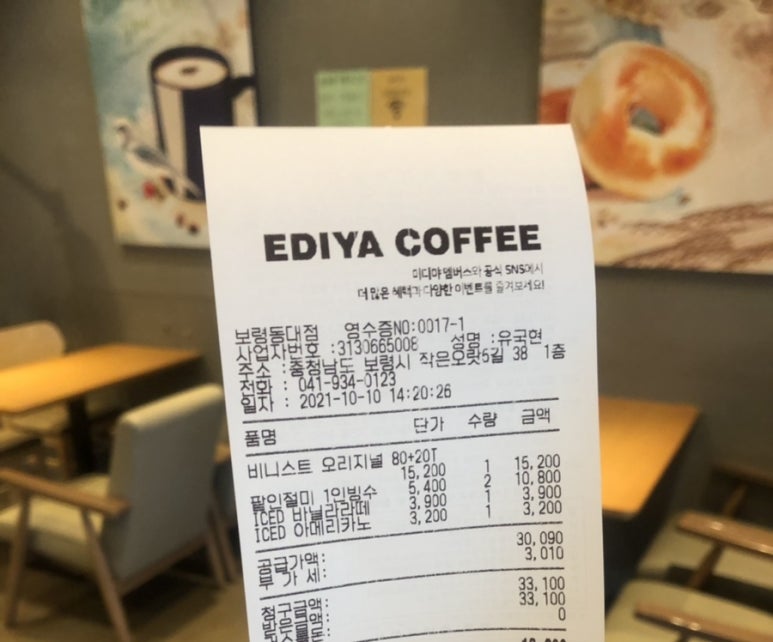 EDIYA COFFEE
이디야 멤버스와 공식 SNS에서
더 많은 혜택과 다양한 이벤트를 즐겨보세요!
보령동대점 영수증NO:0017-1
사업자번호 :3130665008 성명 :유국현
주소 :충청남도 보령시 작은오랏5길 38 1층
전화 : 041-934-0123
일자 : 2021-10-10 14:20:26
품명 단가 수량 금액
비니스트 오리지널 80+20T
15,200 1 15,200
팥인절미 1인빙수 5,400 2 10,800
ICED 바닐라라떼 3,900 1 3,900
ICED 아메리카노 3,200 1 3,200
공급가액: 30,090
부 가 세: 3,010
청구금액: 33,100
받은금액: 33,100
0